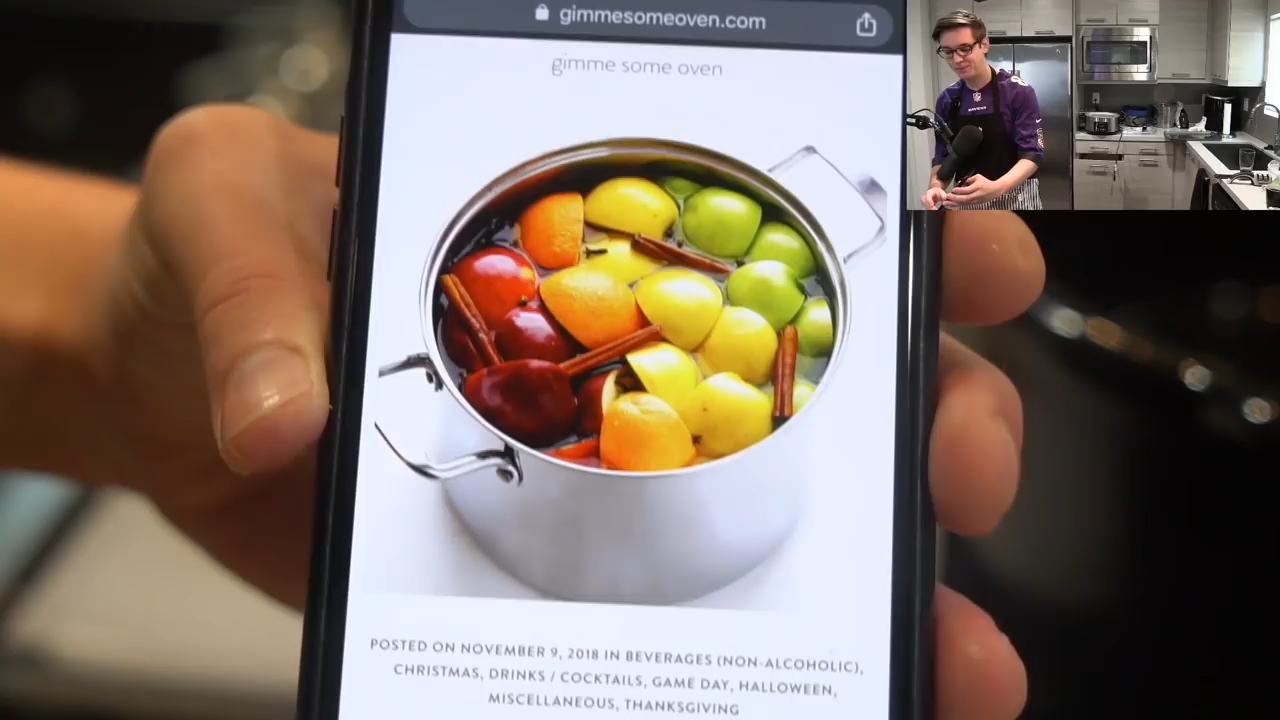 gimmesomeoven.com
gimme some oven
POSTED ON NOVEMBER 9, 2018 IN BEVERAGES (NON-ALCOHOLIC),
CHRISTMAS, DRINKS / COCKTAILS, GAME DAY, HALLOWEEN,
MISCELLANEOUS, THANKSGIVING
RAVENS